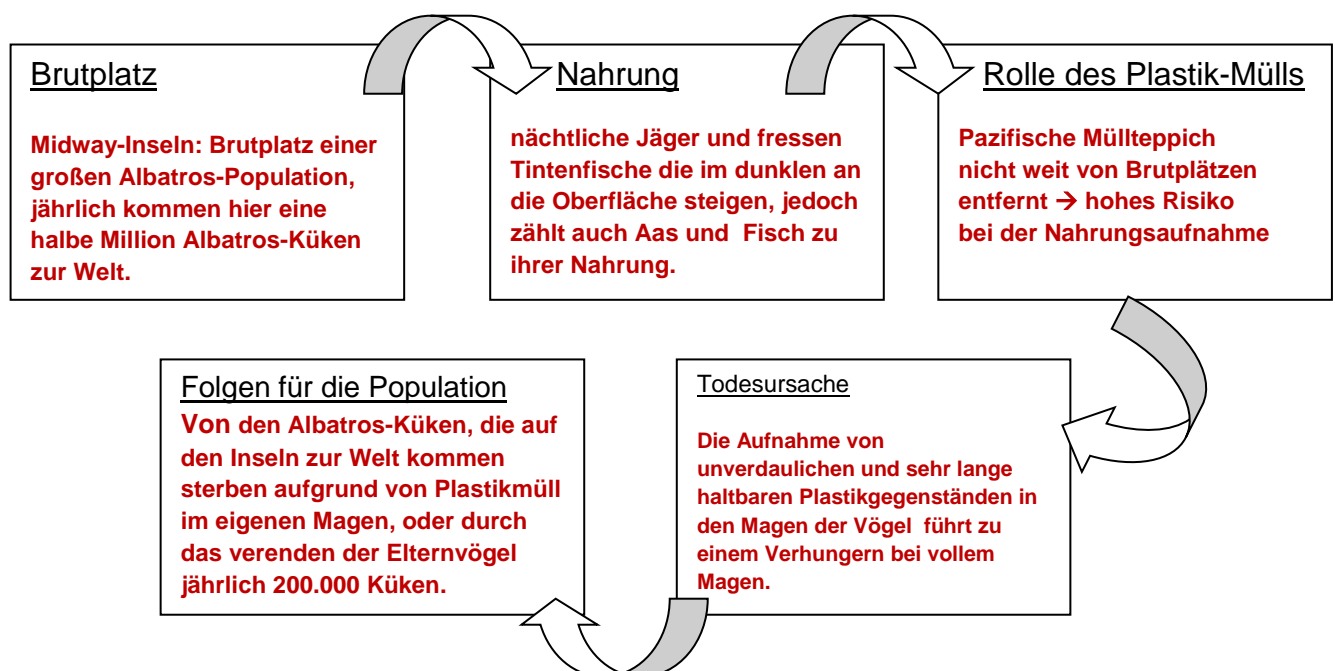 Brutplatz
Midway-Inseln: Brutplatz einer
großen Albatros-Population,
jährlich kommen hier eine
halbe Million Albatros-Küken
zur Welt.
Nahrung
nächtliche Jäger und fressen
Tintenfische die im dunklen an
die Oberfläche steigen, jedoch
zählt auch Aas und  Fisch zu
ihrer Nahrung.
Rolle des Plastik-Mülls
Pazifische Müllteppich
nicht weit von Brutplätzen
entfernt → hohes Risiko
bei der Nahrungsaufnahme
Todesursache
Die Aufnahme von
unverdaulichen und sehr lange
haltbaren Plastikgegenständen in
den Magen der Vögel  führt zu
einem Verhungern bei vollem
Magen.
Folgen für die Population
Von den Albatros-Küken, die auf
den Inseln zur Welt kommen
sterben aufgrund von Plastikmüll
im eigenen Magen, oder durch
das verenden der Elternvögel
jährlich 200.000 Küken.